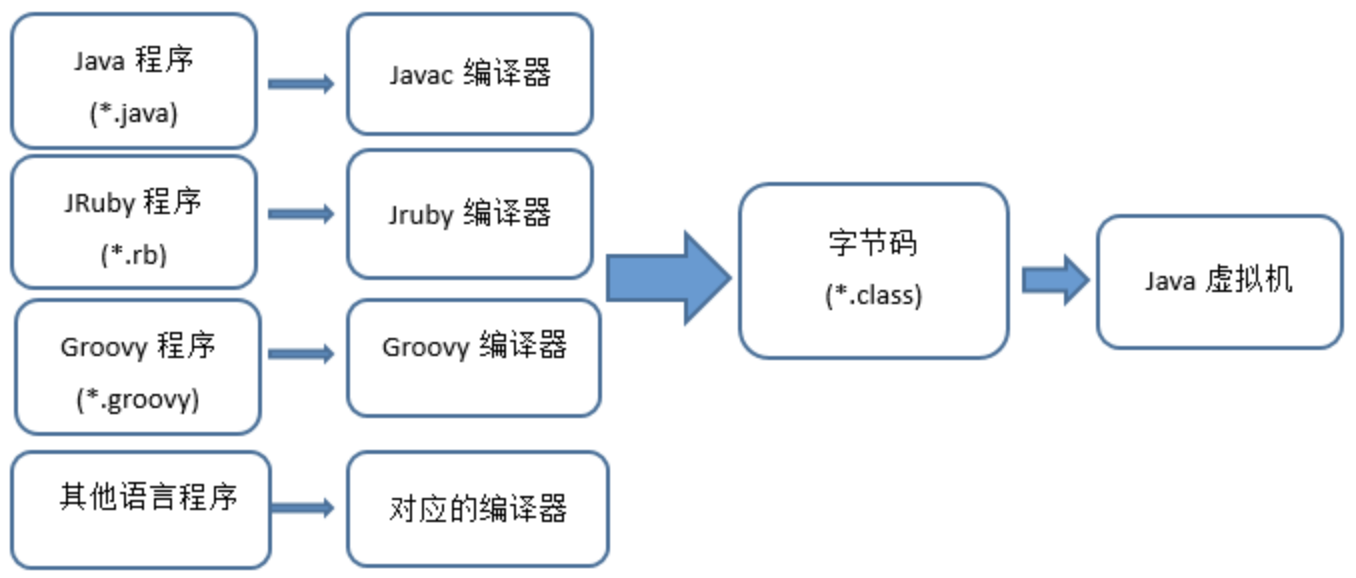 Java 程序
(*.java)
Javac 编译器
JRuby 程序
(*.rb)
Jruby 编译器
Groovy 程序
(*.groovy)
Groovy 编译器
其他语言程序
对应的编译器
字节码
(*.class)
Java 虚拟机